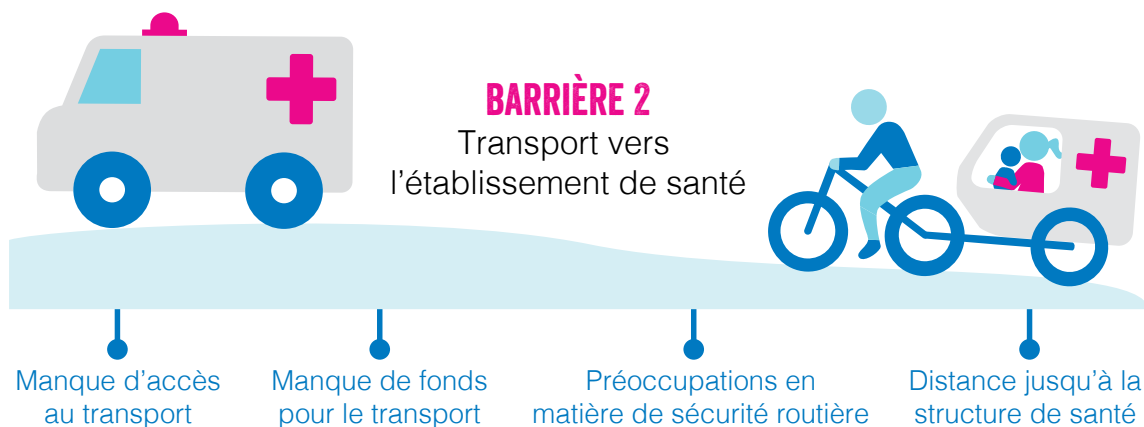 BARRIÈRE 2
Transport vers
l'établissement de santé
Manque d'accès
au transport
Manque de fonds
pour le transport
Préoccupations en
matière de sécurité routière
Distance jusqu'à la
structure de santé